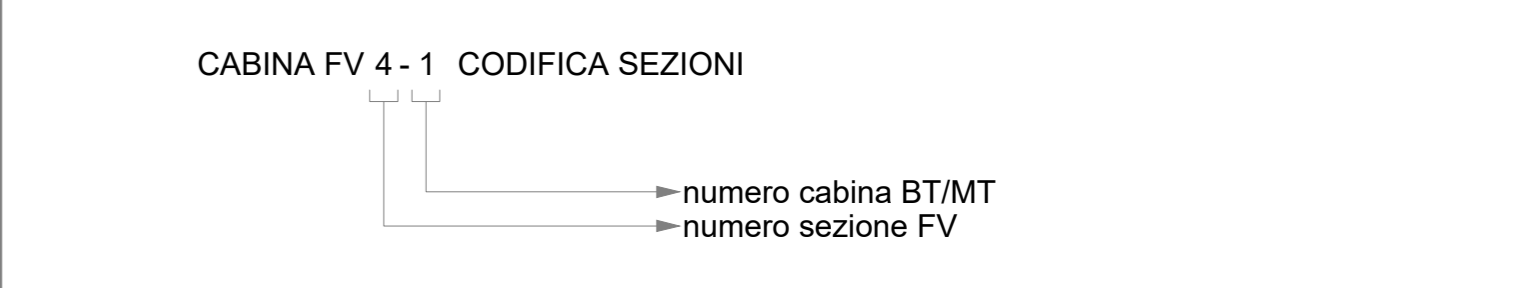 CABINA FV 4 - 1 CODIFICA SEZIONI
numero cabina BT/MT
numero sezione FV